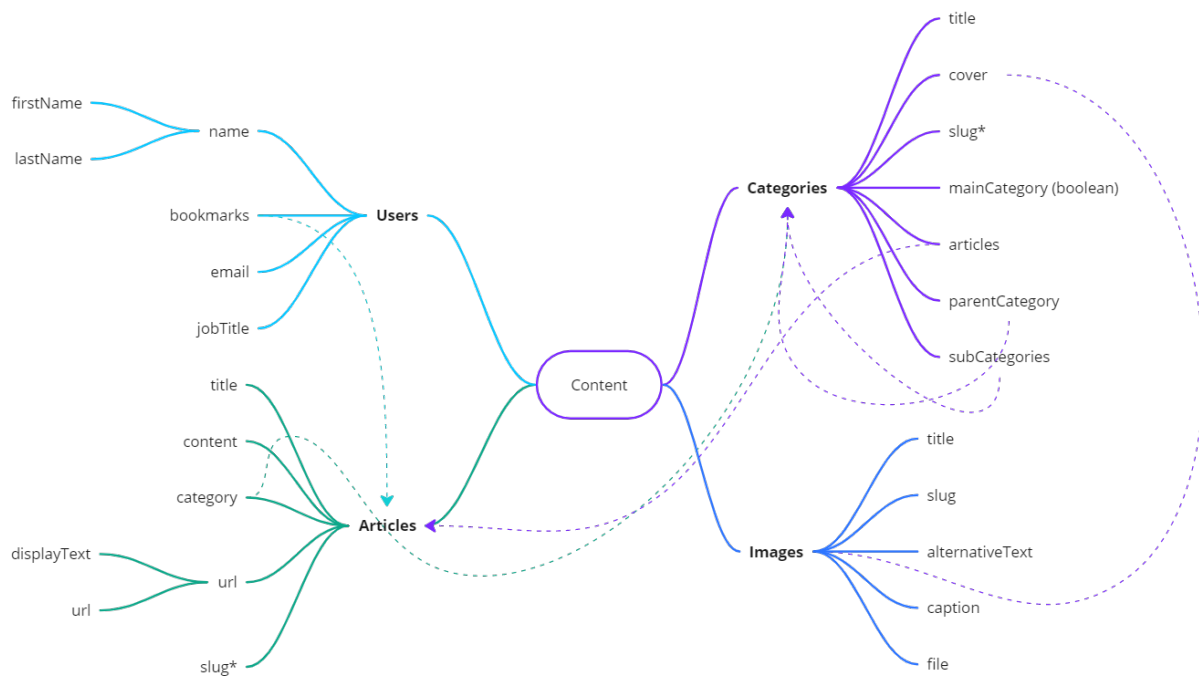 firstName
lastName
name
bookmarks
email
jobTitle
Users
title
content
category
displayText
url
url
slug*
Articles
Content
Categories
title
cover
slug*
mainCategory (boolean)
articles
parentCategory
subCategories
Images
title
slug
alternativeText
caption
file